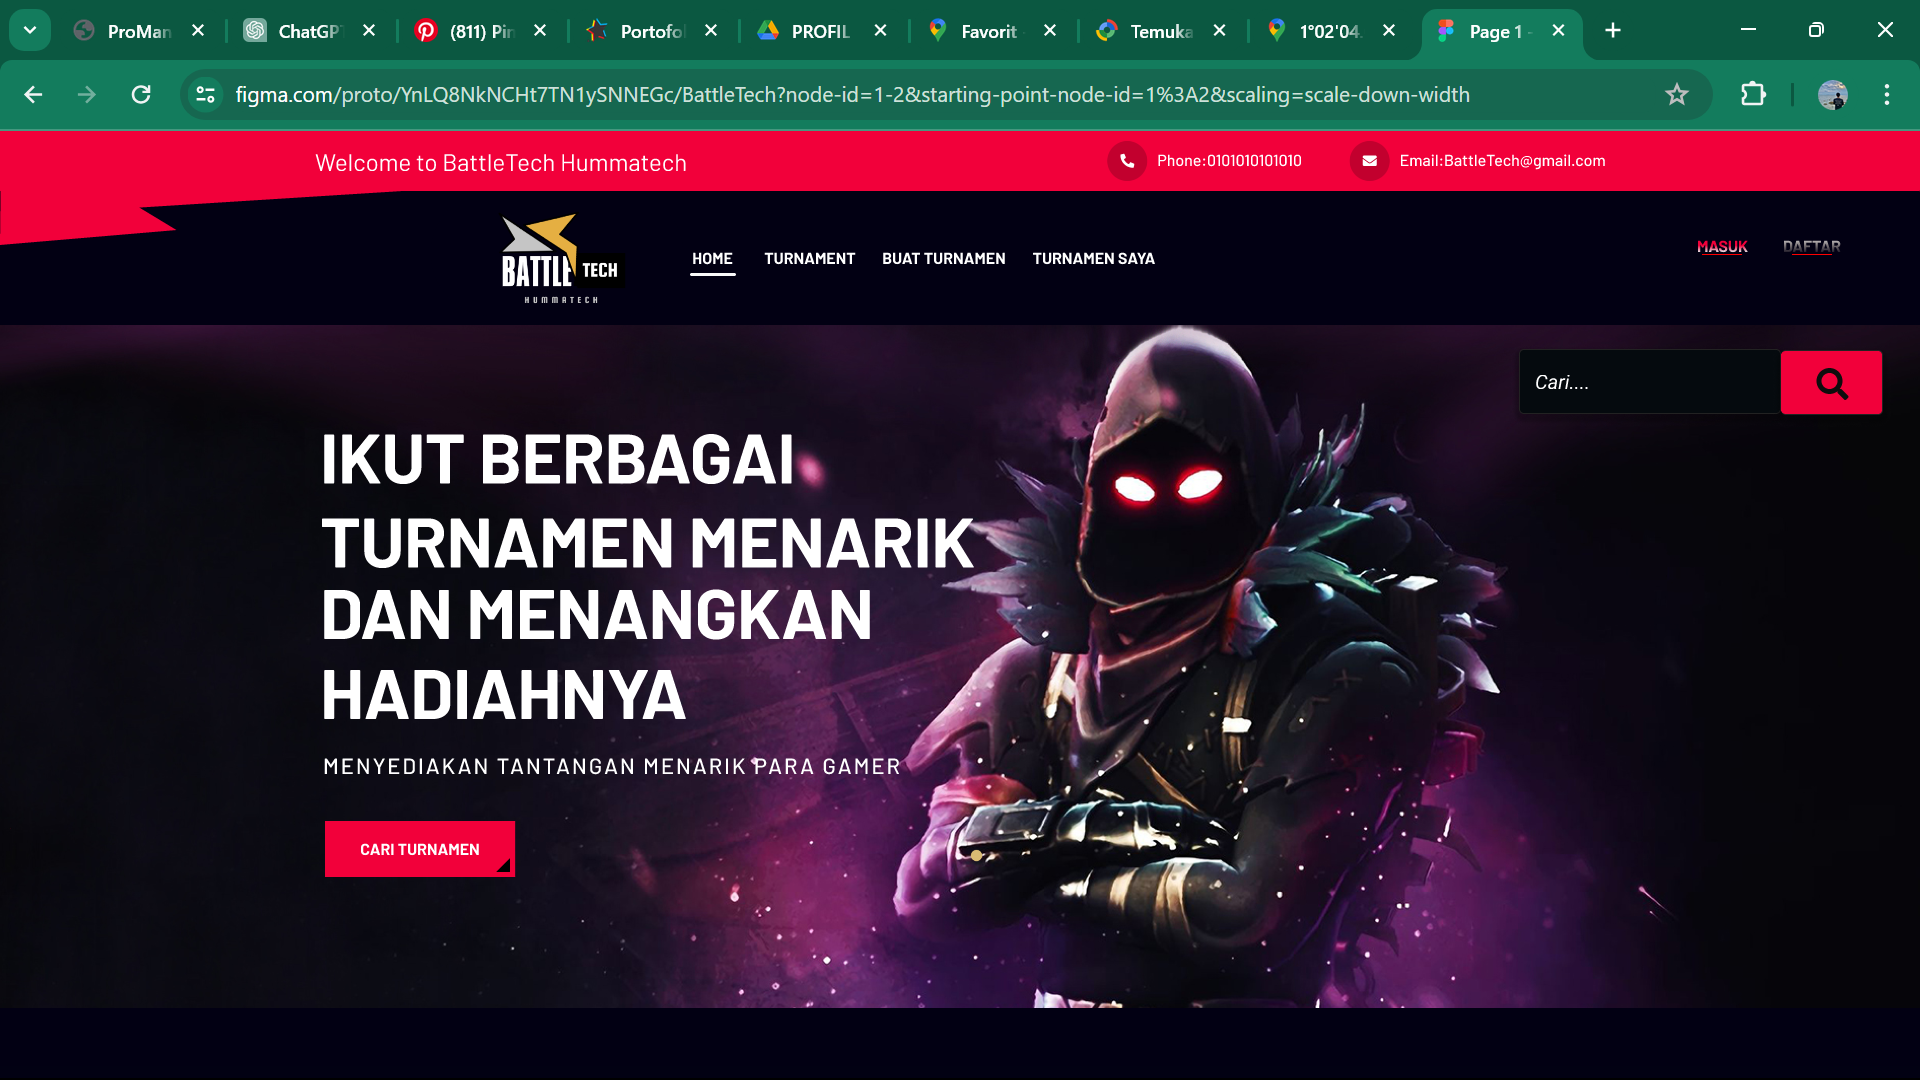 ProMan
ChatGPT
(811) Pin
Portofol
PROFIL
Favorit
Temuka
1°02'04.
Page 1 -
figma.com/proto/YnLQ8NkNCHt7TN1ySNNEGc/BattleTech?node-id=1-2&starting-point-node-id=1%3A2&scaling=scale-down-width
Welcome to BattleTech Hummatech
Phone:0101010101010
Email:BattleTech@gmail.com
BATTLE TECH
HUMMATECH
HOME
TURNAMENT
BUAT TURNAMEN
TURNAMEN SAYA
MASUK
DAFTAR
Cari....
IKUT BERBAGAI
TURNAMEN MENARIK
DAN MENANGKAN
HADIAHNYA
MENYEDIAKAN TANTANGAN MENARIK PARA GAMER
CARI TURNAMEN